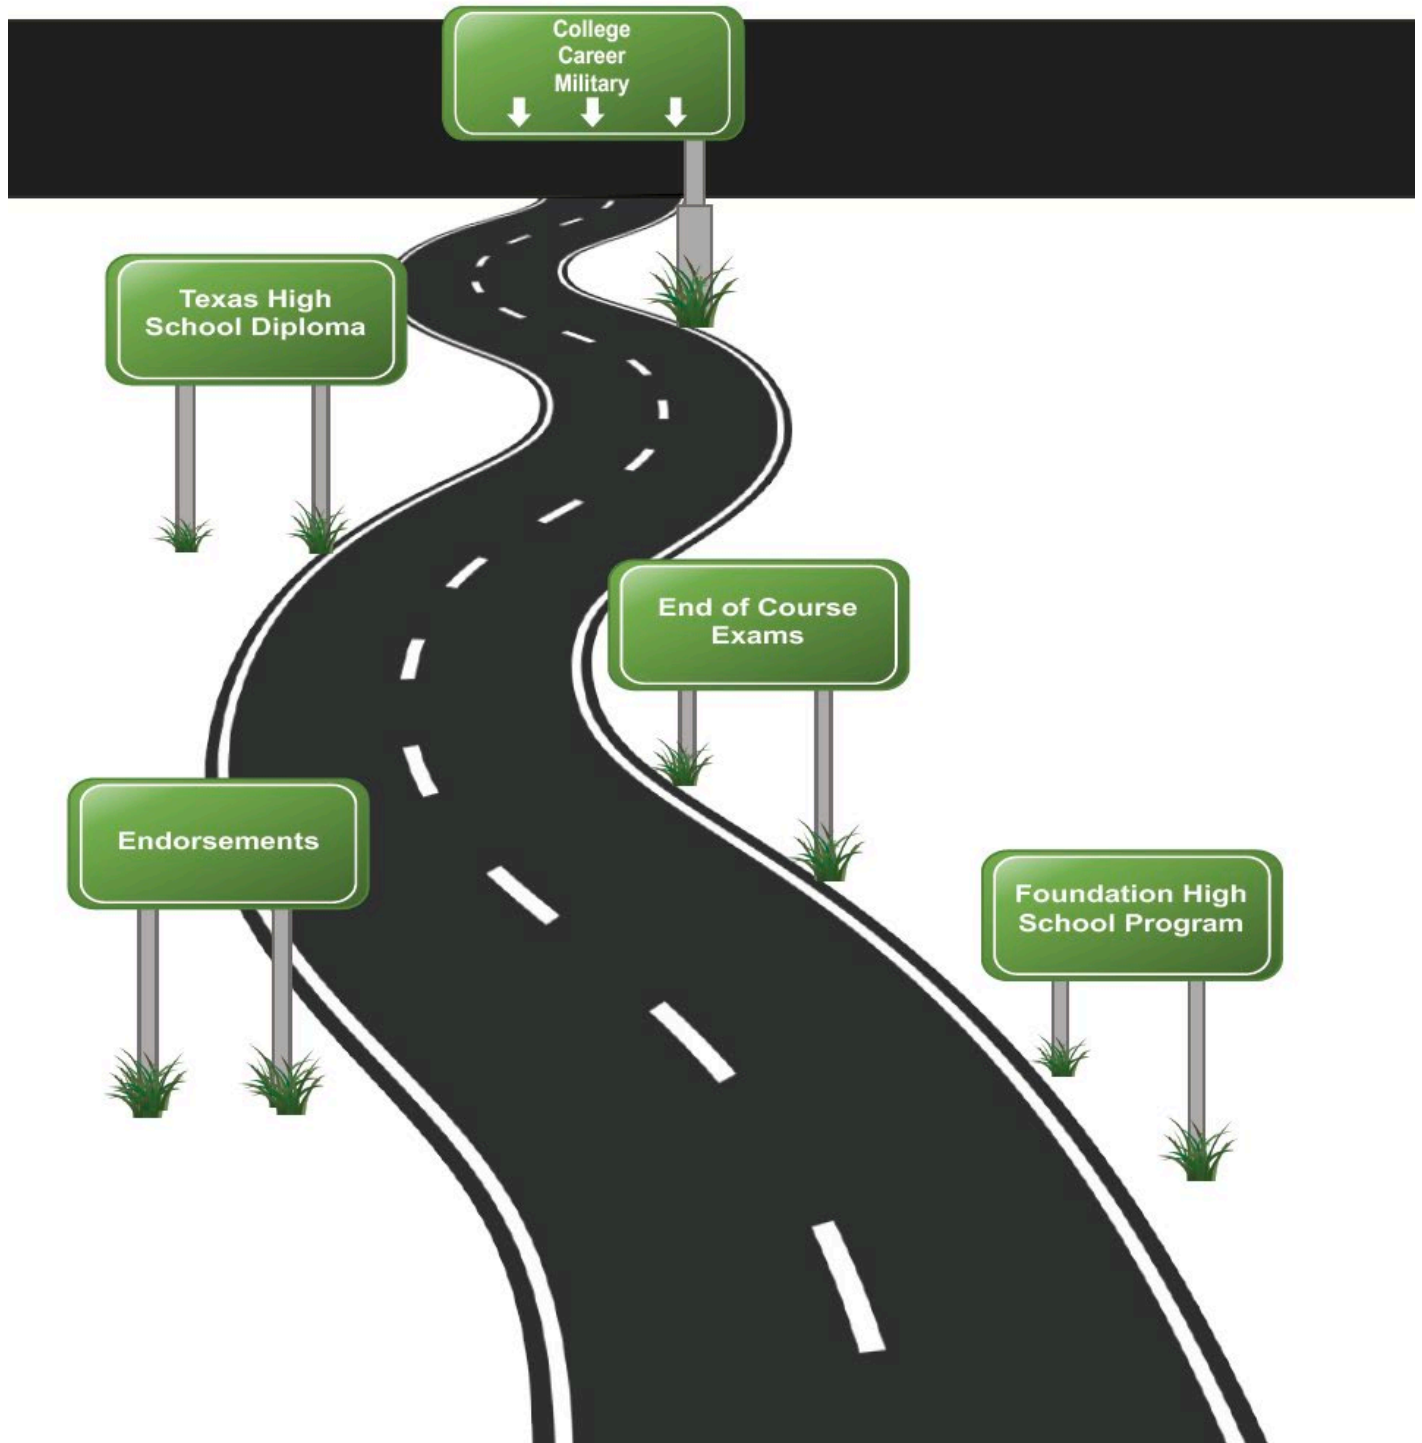 College
Career
Military
Texas High
School Diploma
End of Course
Exams
Endorsements
Foundation High
School Program